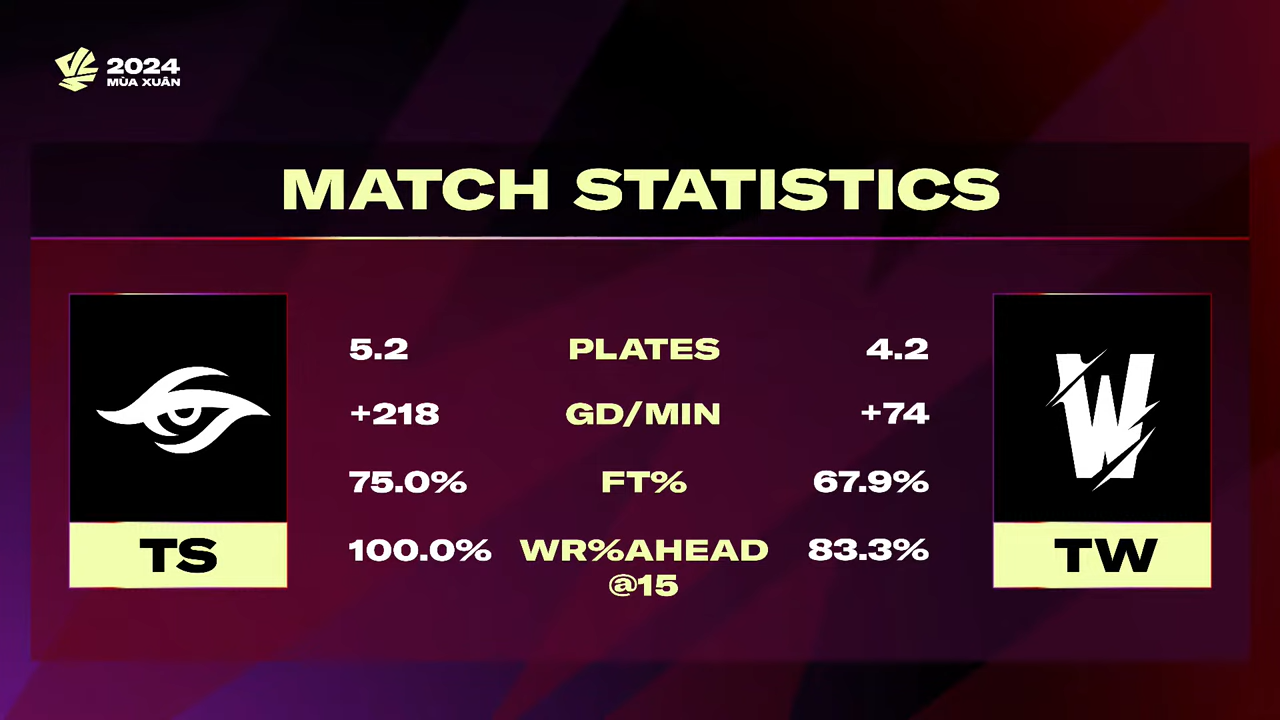 2024
MÙA XUÂN
MATCH STATISTICS
5.2 PLATES 4.2
+218 GD/MIN +74
75.0% FT% 67.9%
100.0% WR%AHEAD 83.3%
@15
TS TW